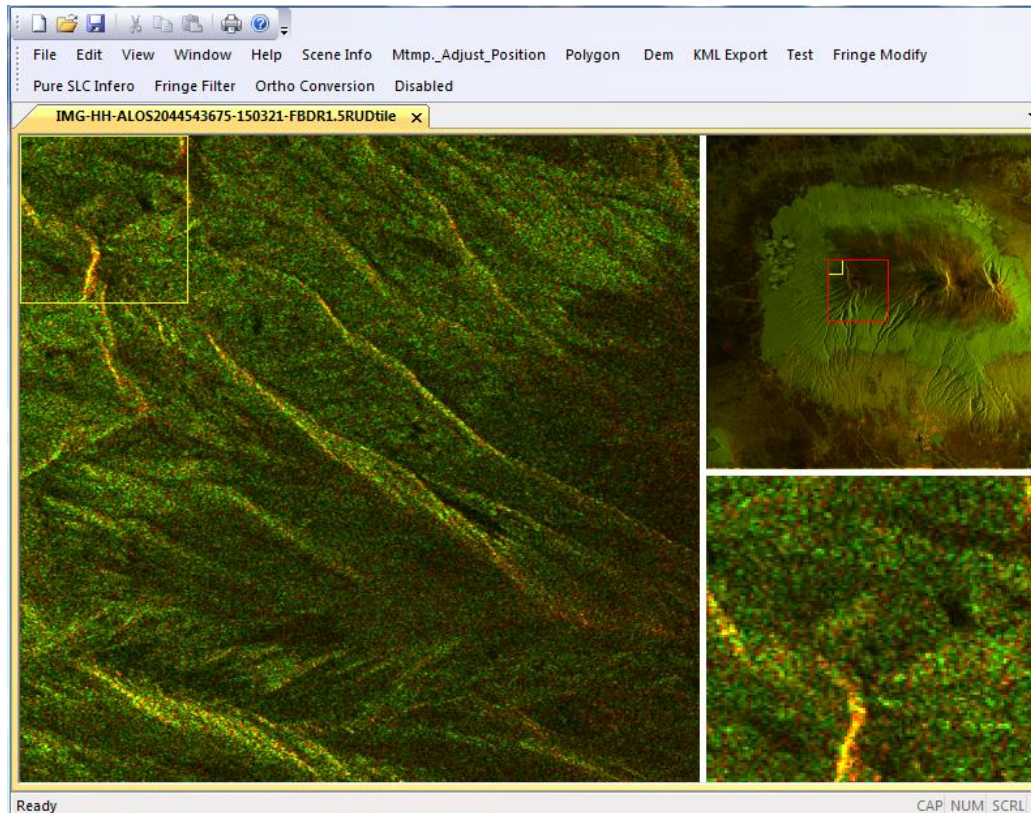 File Edit View Window Help Scene Info Mtmp._Adjust_Position Polygon Dem KML Export Test Fringe Modify
Pure SLC Infero Fringe Filter Ortho Conversion Disabled
IMG-HH-ALOS2044543675-150321-FBDR1.5RUDtile
Ready CAP NUM SCRL